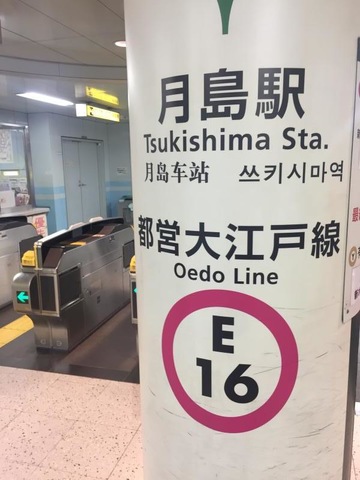 月島駅
Tsukishima Sta.
月岛车站 쓰키시마역
都営大江戸線
Oedo Line
E
16